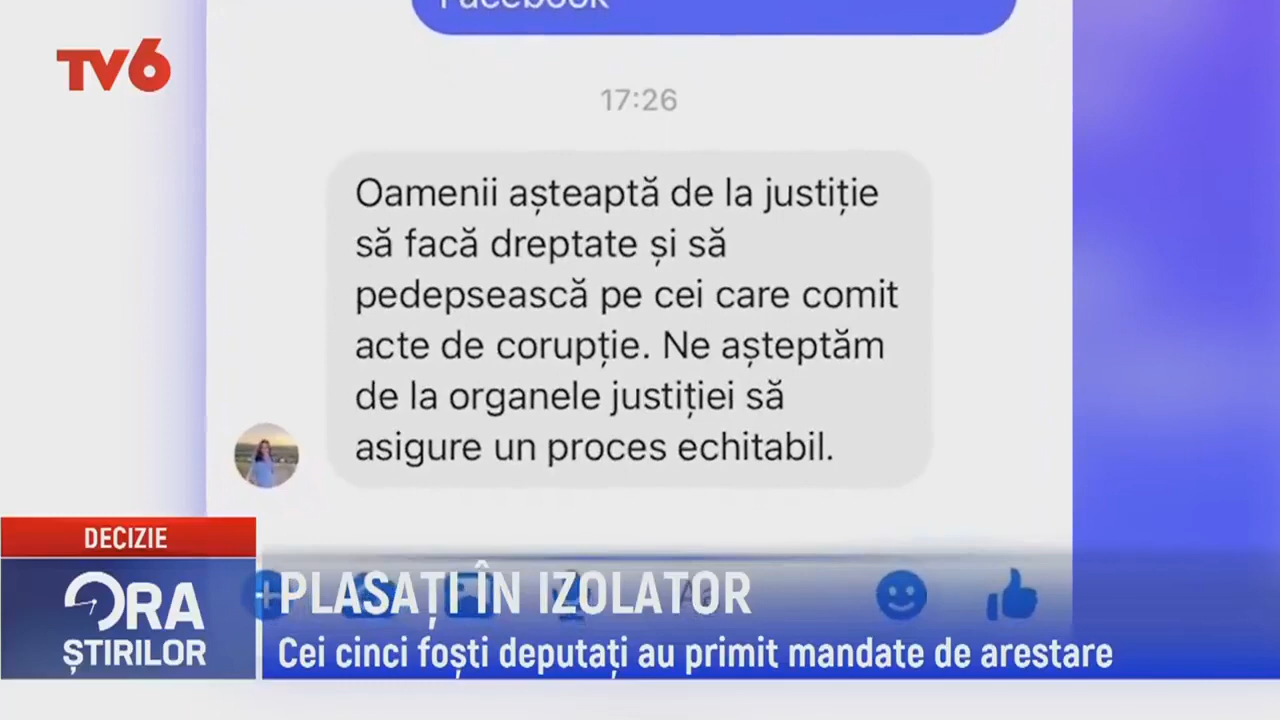 Facebook
TV6
17:26
Oamenii așteaptă de la justiție
să facă dreptate și să
pedepsească pe cei care comit
acte de corupție. Ne așteptăm
de la organele justiției să
asigure un proces echitabil.
DECIZIE
ORA
ȘTIRILOR
PLASAȚI ÎN IZOLATOR
Aa
Cei cinci foști deputați au primit mandate de arestare